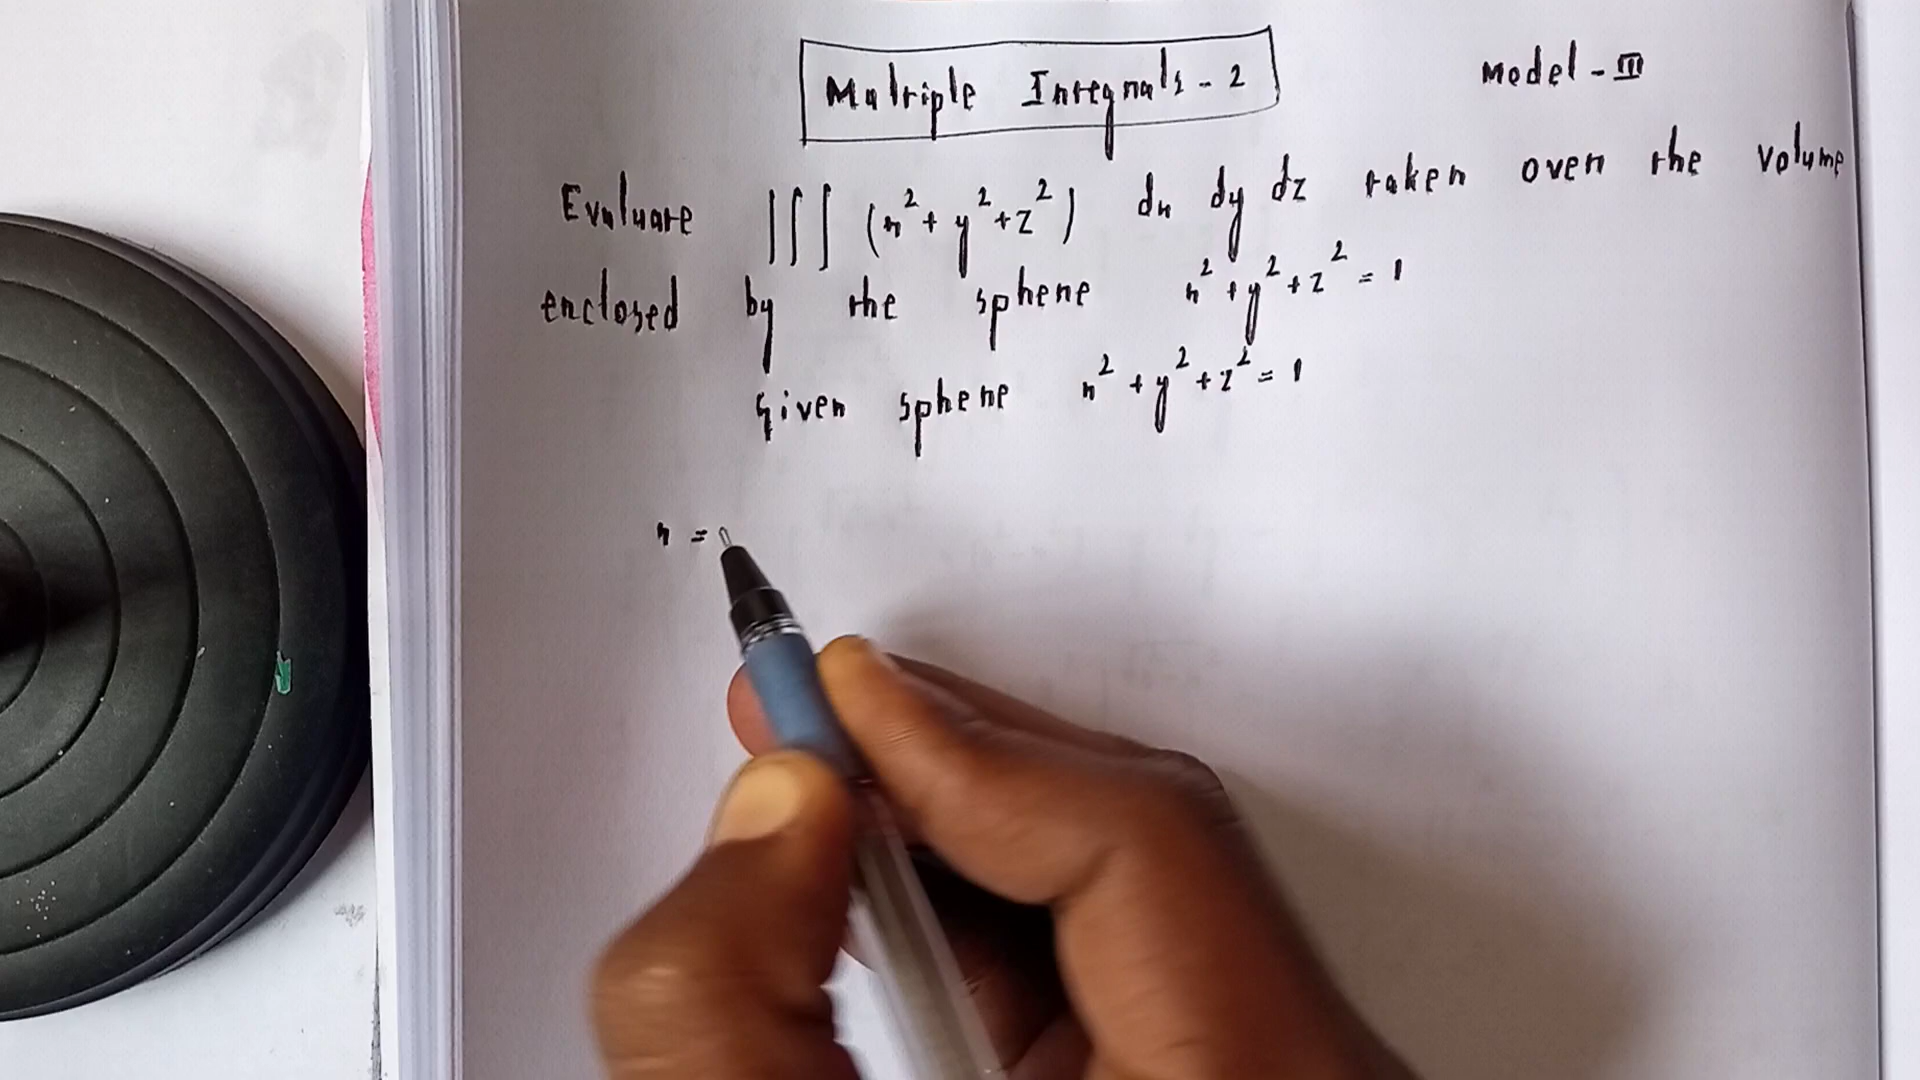 Multiple Integrals - 2
Model - III
Evaluate ∫∫∫ (x² + y² + z²) dx dy dz taken over the volume
enclosed by the sphere x² + y² + z² = 1
Given sphere x² + y² + z² = 1
x =